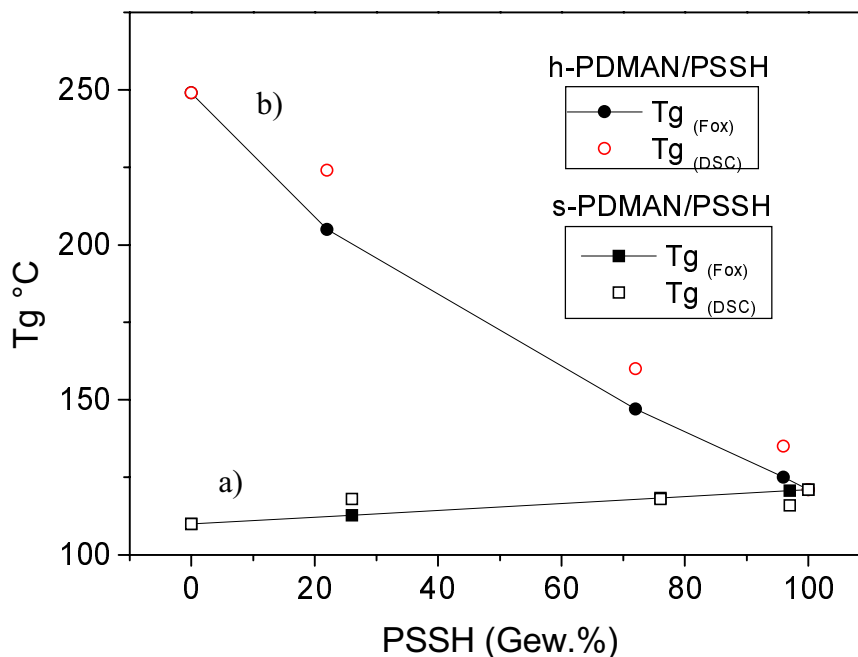 h-PDMAN/PSSH
Tg (Fox)
Tg (DSC)
s-PDMAN/PSSH
Tg (Fox)
Tg (DSC)
b)
a)
Tg °C
250
200
150
100
0 20 40 60 80 100
PSSH (Gew.%)